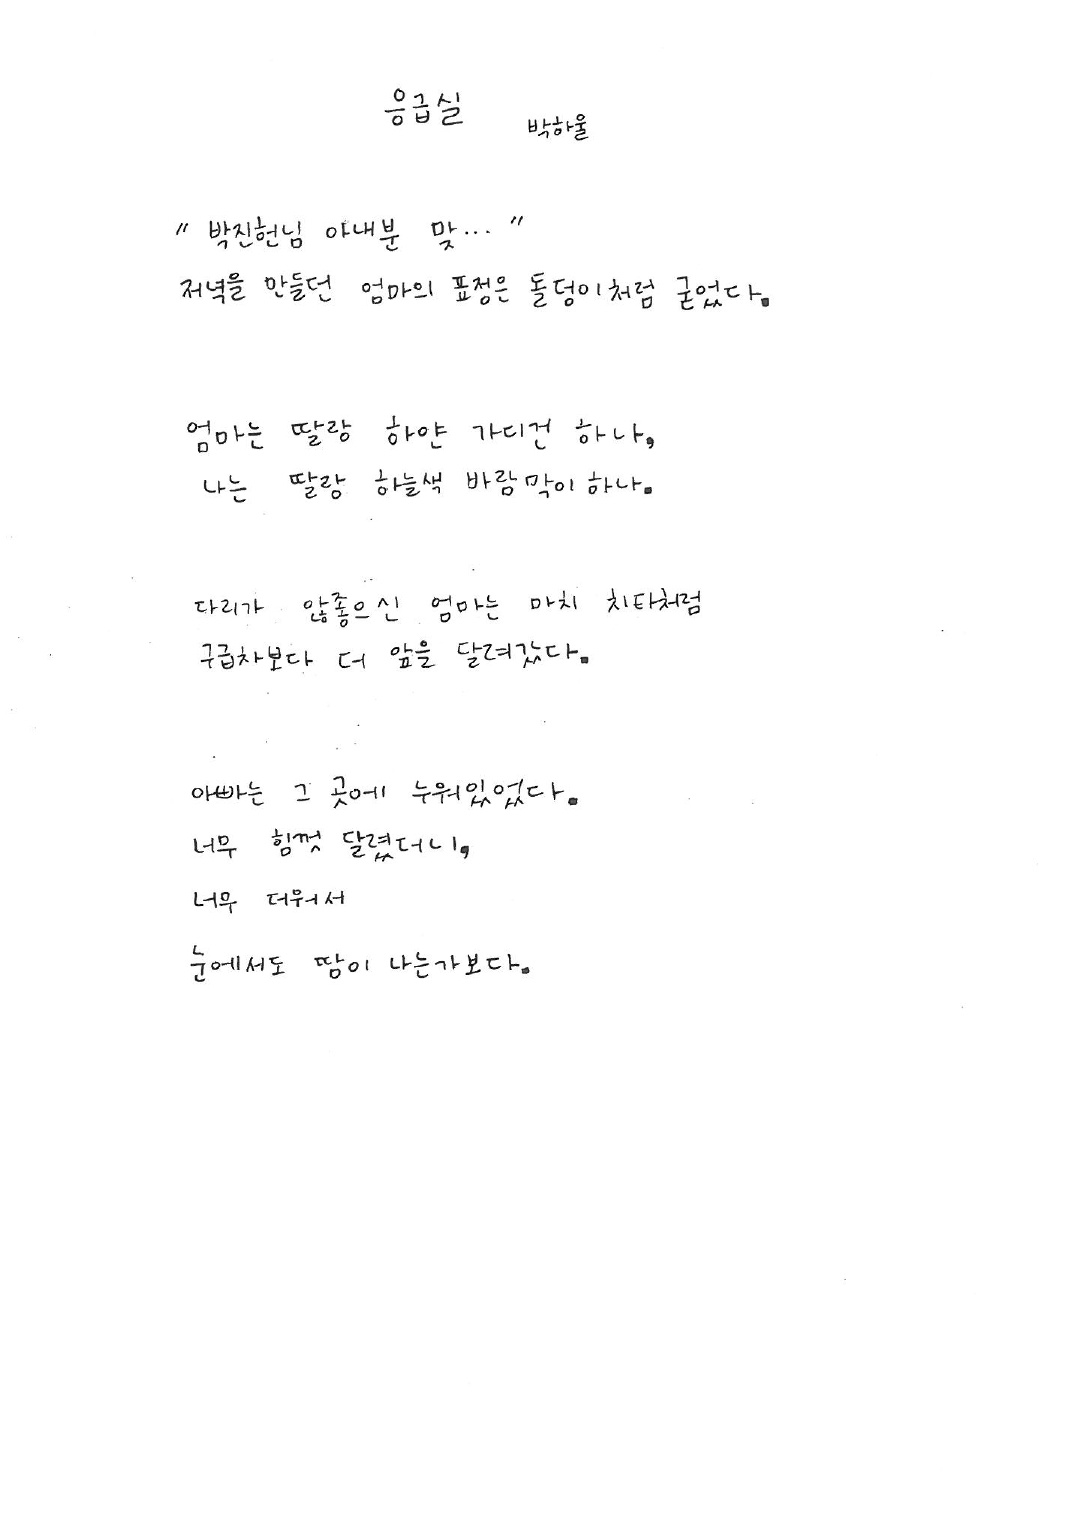 응급실
박하울
"박진헌님 아내분 맞..."
저녁을 만들던 엄마의 표정은 돌덩이처럼 굳었다.
엄마는 딸랑 하얀 가디건 하나,
나는 딸랑 하늘색 바람막이 하나.
다리가 않좋으신 엄마는 마치 치타처럼
구급차보다 더 앞을 달려갔다.
아빠는 그 곳에 누워있었다.
너무 힘껏 달렸더니,
너무 더워서
눈에서도 땀이 나는가보다.